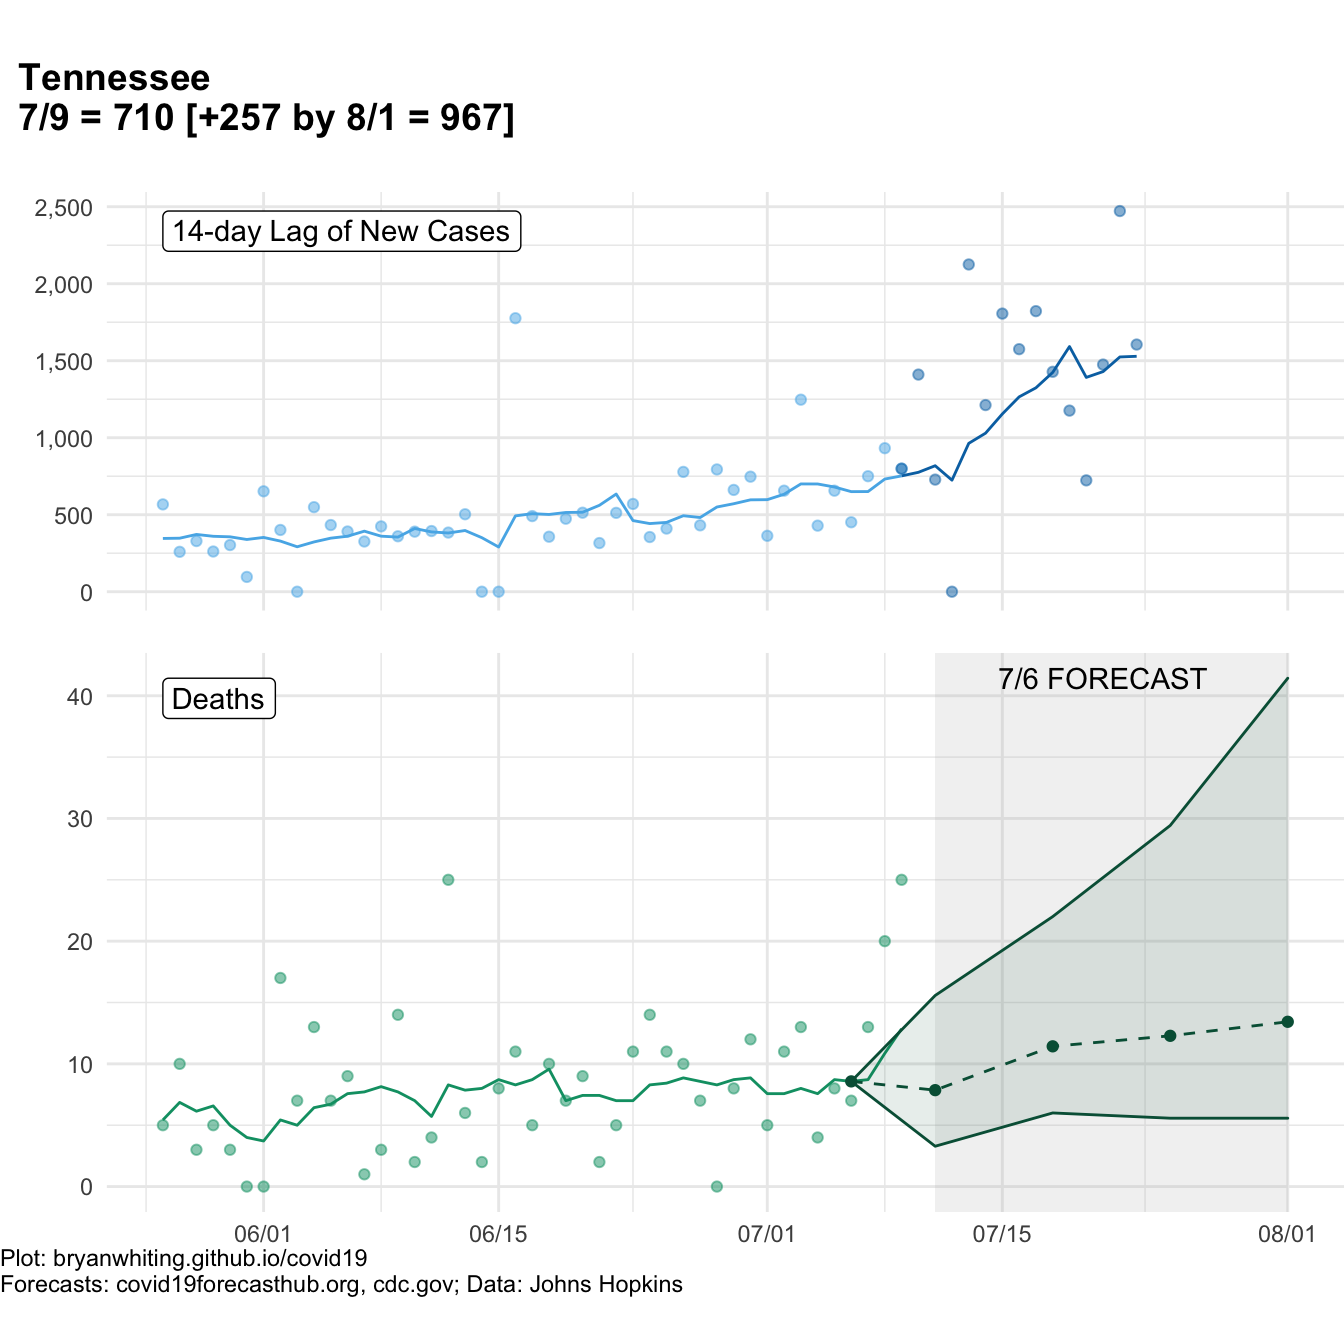 Tennessee
7/9 = 710 [+257 by 8/1 = 967]
2,500
14-day Lag of New Cases
2,000
1,500
1,000
500
0
7/6 FORECAST
Deaths
40
30
20
10
0
06/01 06/15 07/01 07/15 08/01
Plot: bryanwhiting.github.io/covid19
Forecasts: covid19forecasthub.org, cdc.gov; Data: Johns Hopkins